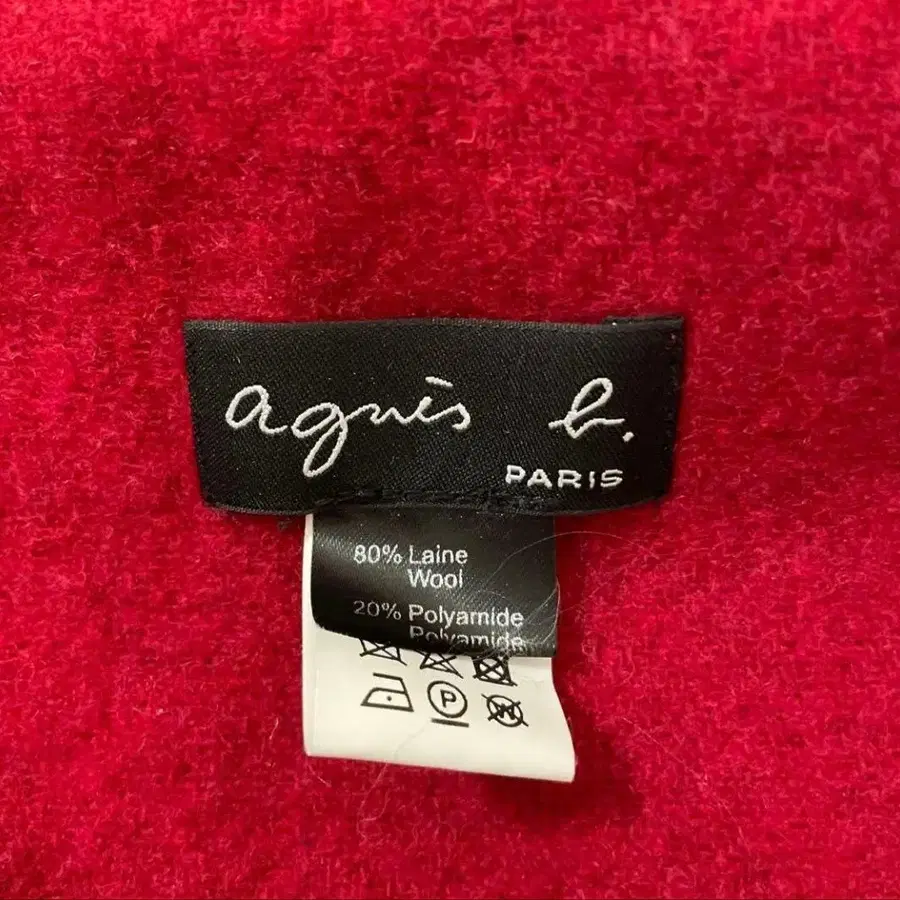 agnès b.
PARIS
80% Laine
Wool
20% Polyamide
Polyamide
P
W